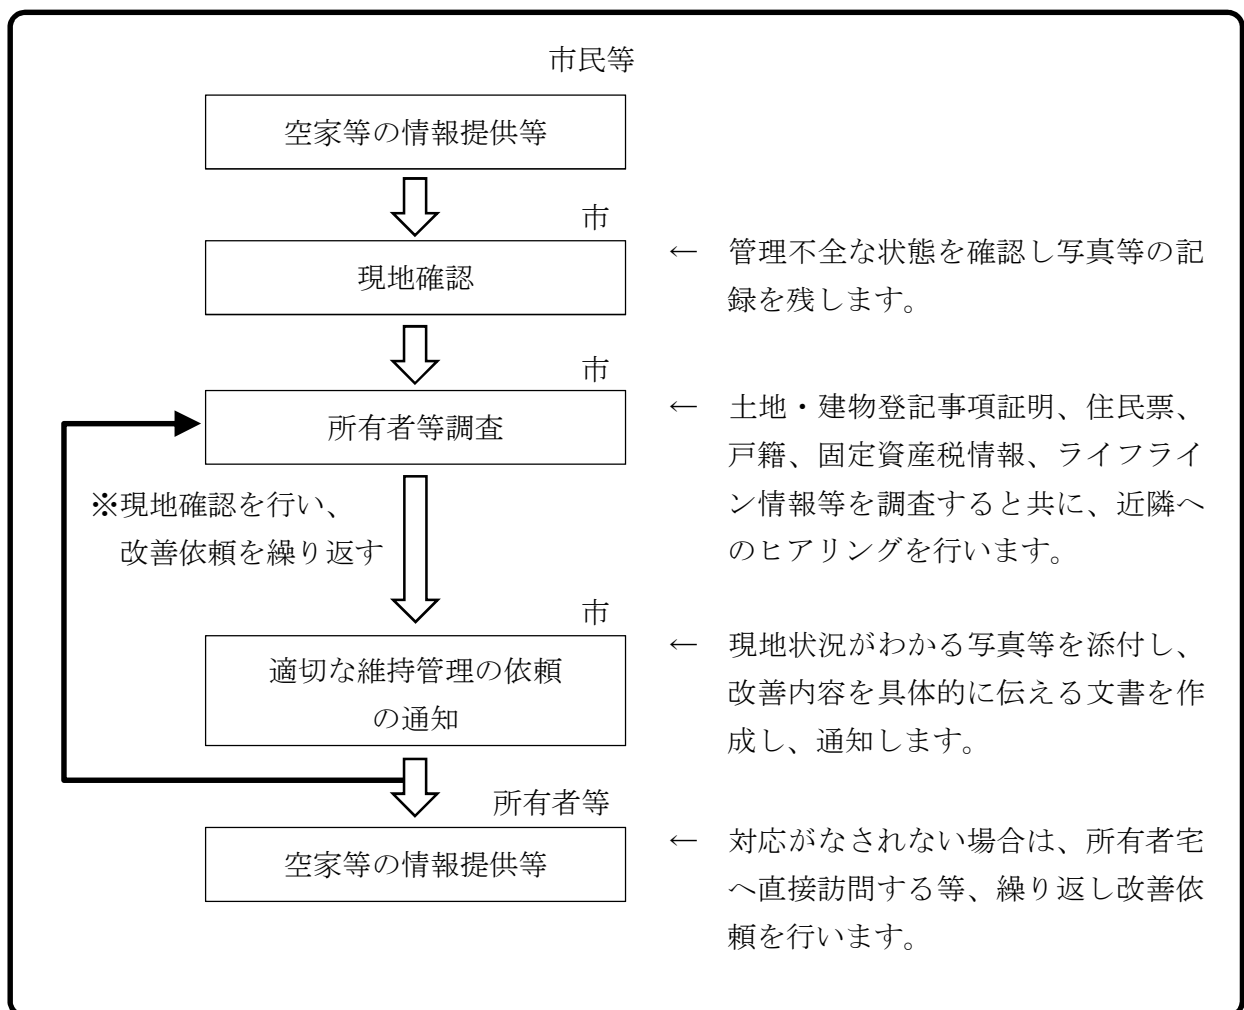 市民等
空家等の情報提供等
市
現地確認
← 管理不全な状態を確認し写真等の記
録を残します。
市
所有者等調査
← 土地・建物登記事項証明、住民票、
戸籍、固定資産税情報、ライフライ
ン情報等を調査すると共に、近隣へ
のヒアリングを行います。
※現地確認を行い、
改善依頼を繰り返す
市
適切な維持管理の依頼
の通知
← 現地状況がわかる写真等を添付し、
改善内容を具体的に伝える文書を作
成し、通知します。
所有者等
空家等の情報提供等
← 対応がなされない場合は、所有者宅
へ直接訪問する等、繰り返し改善依
頼を行います。